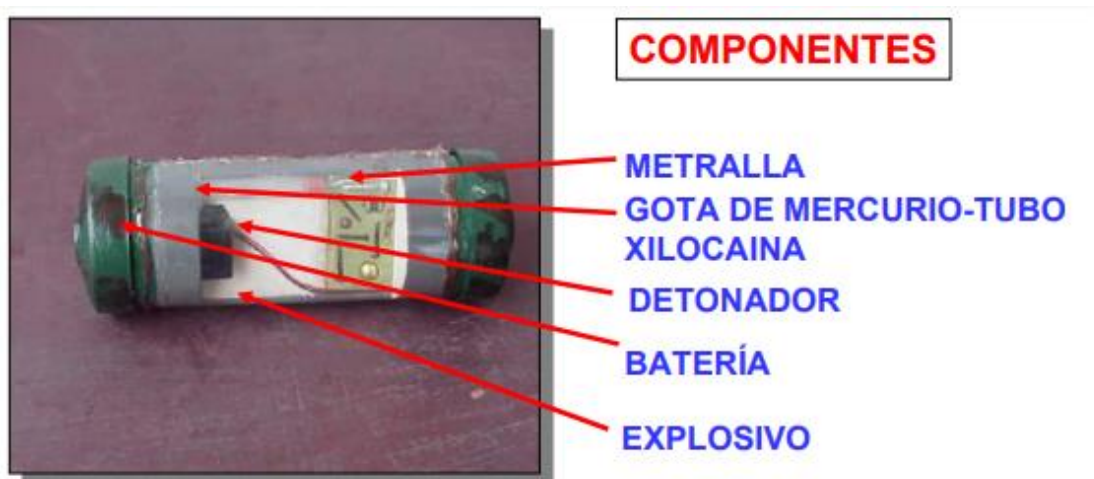 COMPONENTES
METRALLA
GOTA DE MERCURIO-TUBO
XILOCAINA
DETONADOR
BATERÍA
EXPLOSIVO